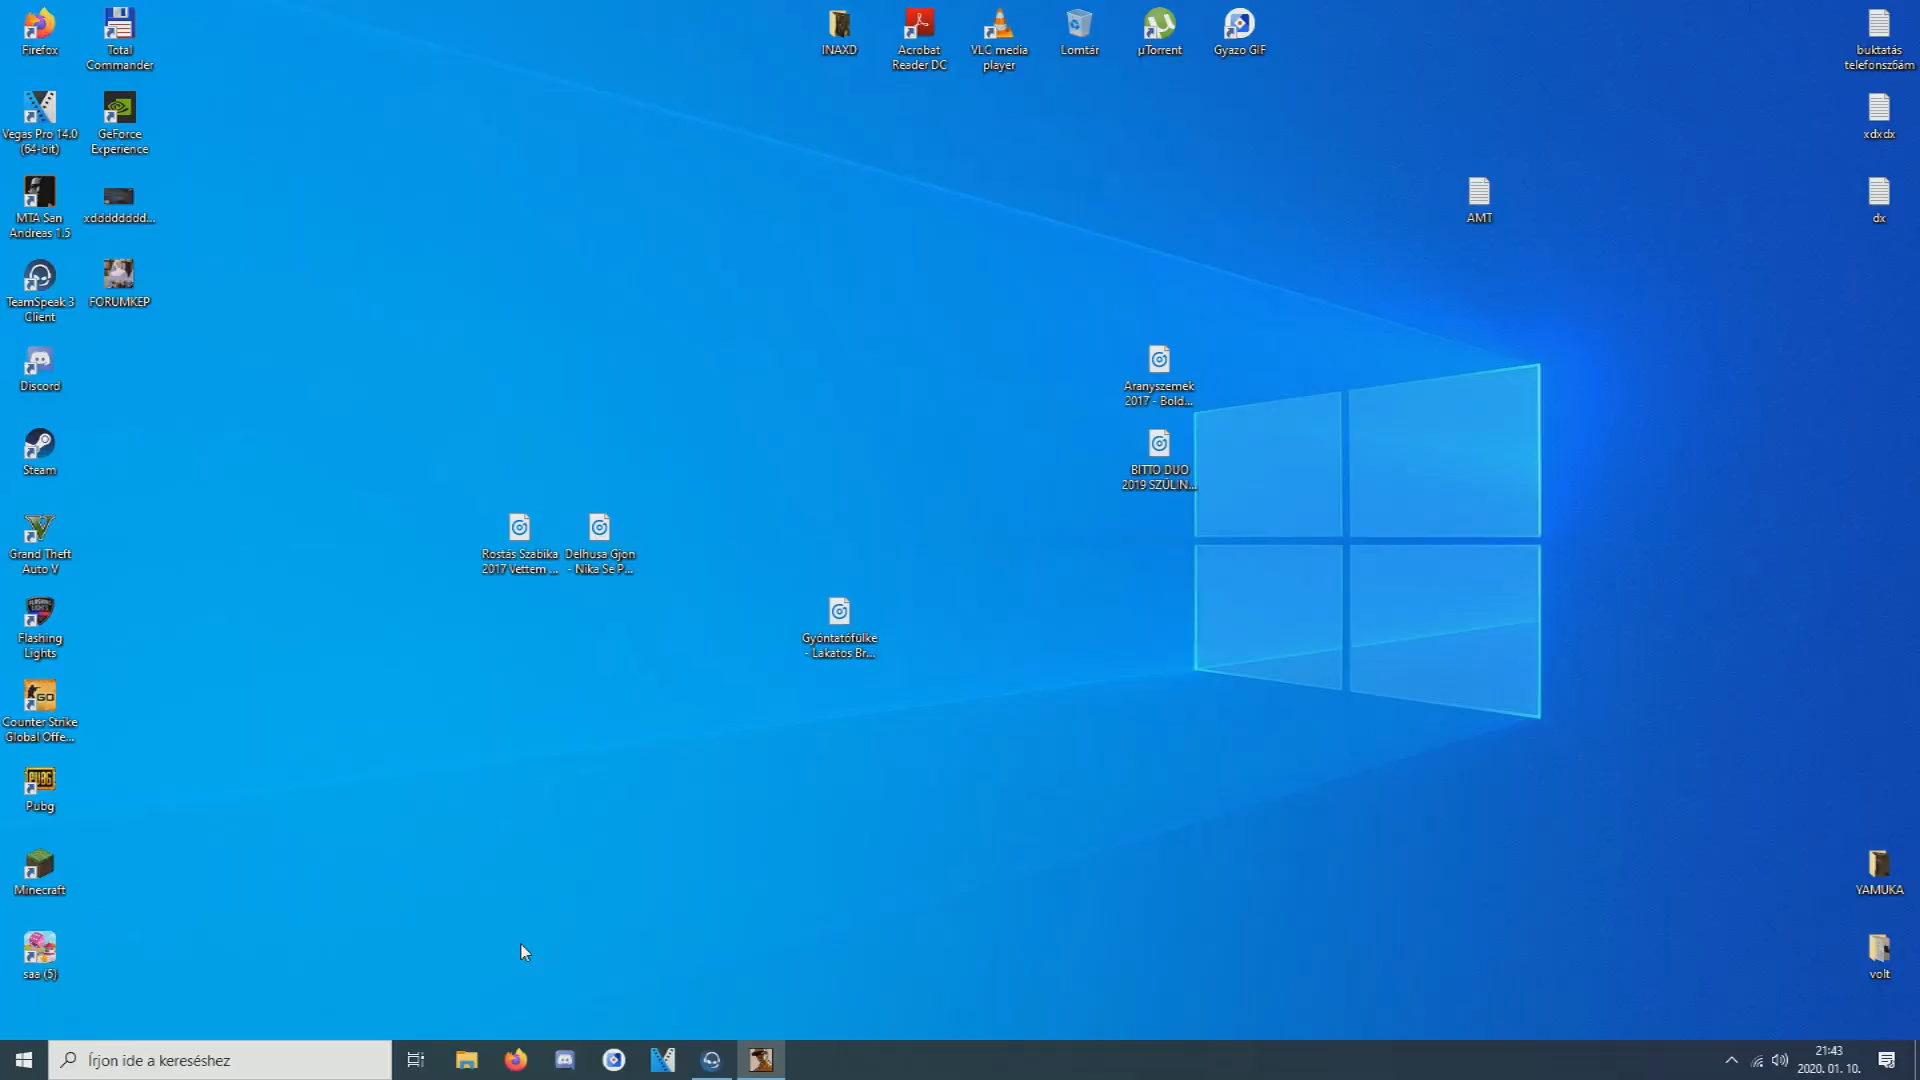 Firefox
Total
Commander
INAXD
Acrobat
Reader DC
VLC media
player
Lomtár
µTorrent
Gyazo GIF
buktatás
telefonsz6ám
Vegas Pro 14.0
(64-bit)
GeForce
Experience
xdxdx
MTA San
Andreas 1.5
xdddddddd...
AMT
dx
TeamSpeak 3
Client
FORUMKEP
Discord
Aranyszemek
2017 - Bold...
Steam
BITTO DUO
2019 SZÜLIN...
Grand Theft
Auto V
Rostás Szabika
2017 Vettem ...
Delhusa Gjon
- Nika Se P...
Flashing
Lights
Gyóntatófülke
- Lakatos Br...
GO
Counter Strike
Global Offe...
PUBG
Pubg
Minecraft
YAMUKA
saa (5)
volt
Írjon ide a kereséshez
21:43
2020. 01. 10.